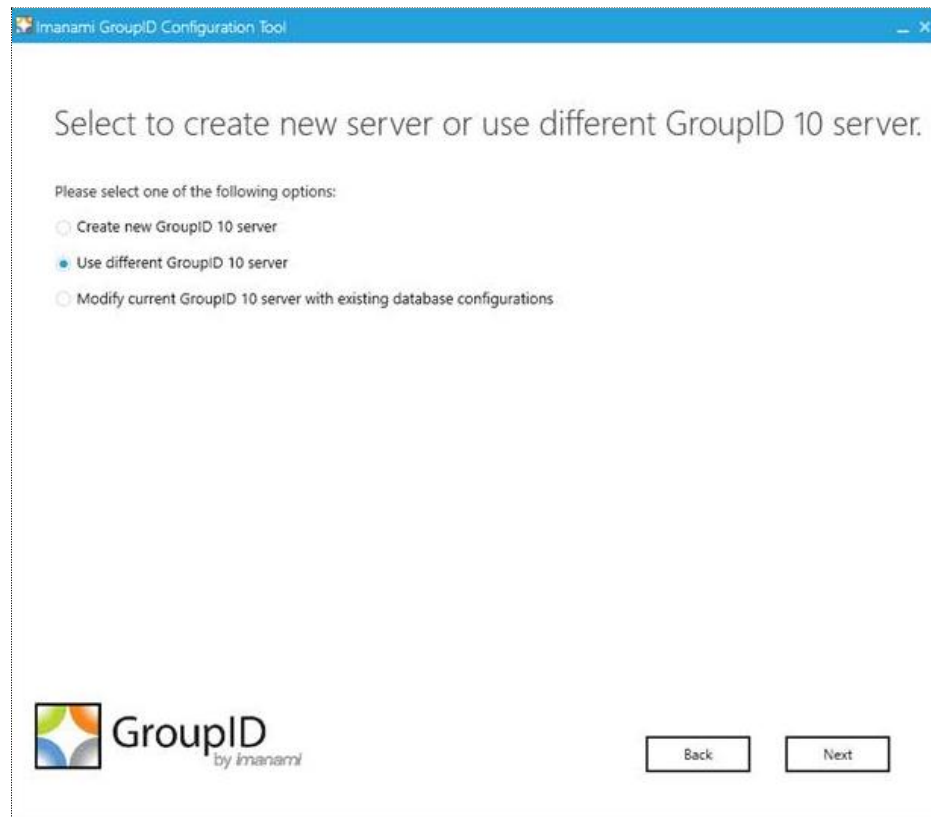 Imanami GroupID Configuration Tool
Select to create new server or use different GroupID 10 server.
Please select one of the following options:
Create new GroupID 10 server
Use different GroupID 10 server
Modify current GroupID 10 server with existing database configurations
GroupID
by imanami
Back
Next